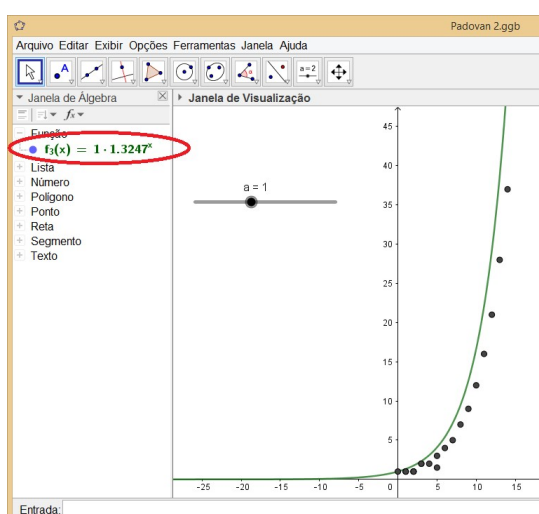 Padovan 2.ggb
Arquivo Editar Exibir Opções Ferramentas Janela Ajuda
a=2
Janela de Álgebra
Janela de Visualização
Função
f₃(x) = 1 · 1.3247ˣ
Lista
Número
Polígono
Ponto
Reta
Segmento
Texto
a = 1
45
40
35
30
25
20
15
10
5
-25 -20 -15 -10 -5 0 5 10 15
Entrada: